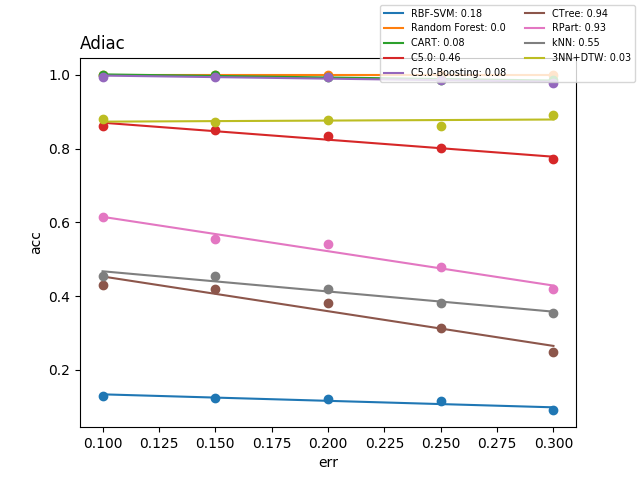 Adiac
RBF-SVM: 0.18
Random Forest: 0.0
CART: 0.08
C5.0: 0.46
C5.0-Boosting: 0.08
CTree: 0.94
RPart: 0.93
kNN: 0.55
3NN+DTW: 0.03
1.0
0.8
0.6
0.4
0.2
acc
0.100 0.125 0.150 0.175 0.200 0.225 0.250 0.275 0.300
err